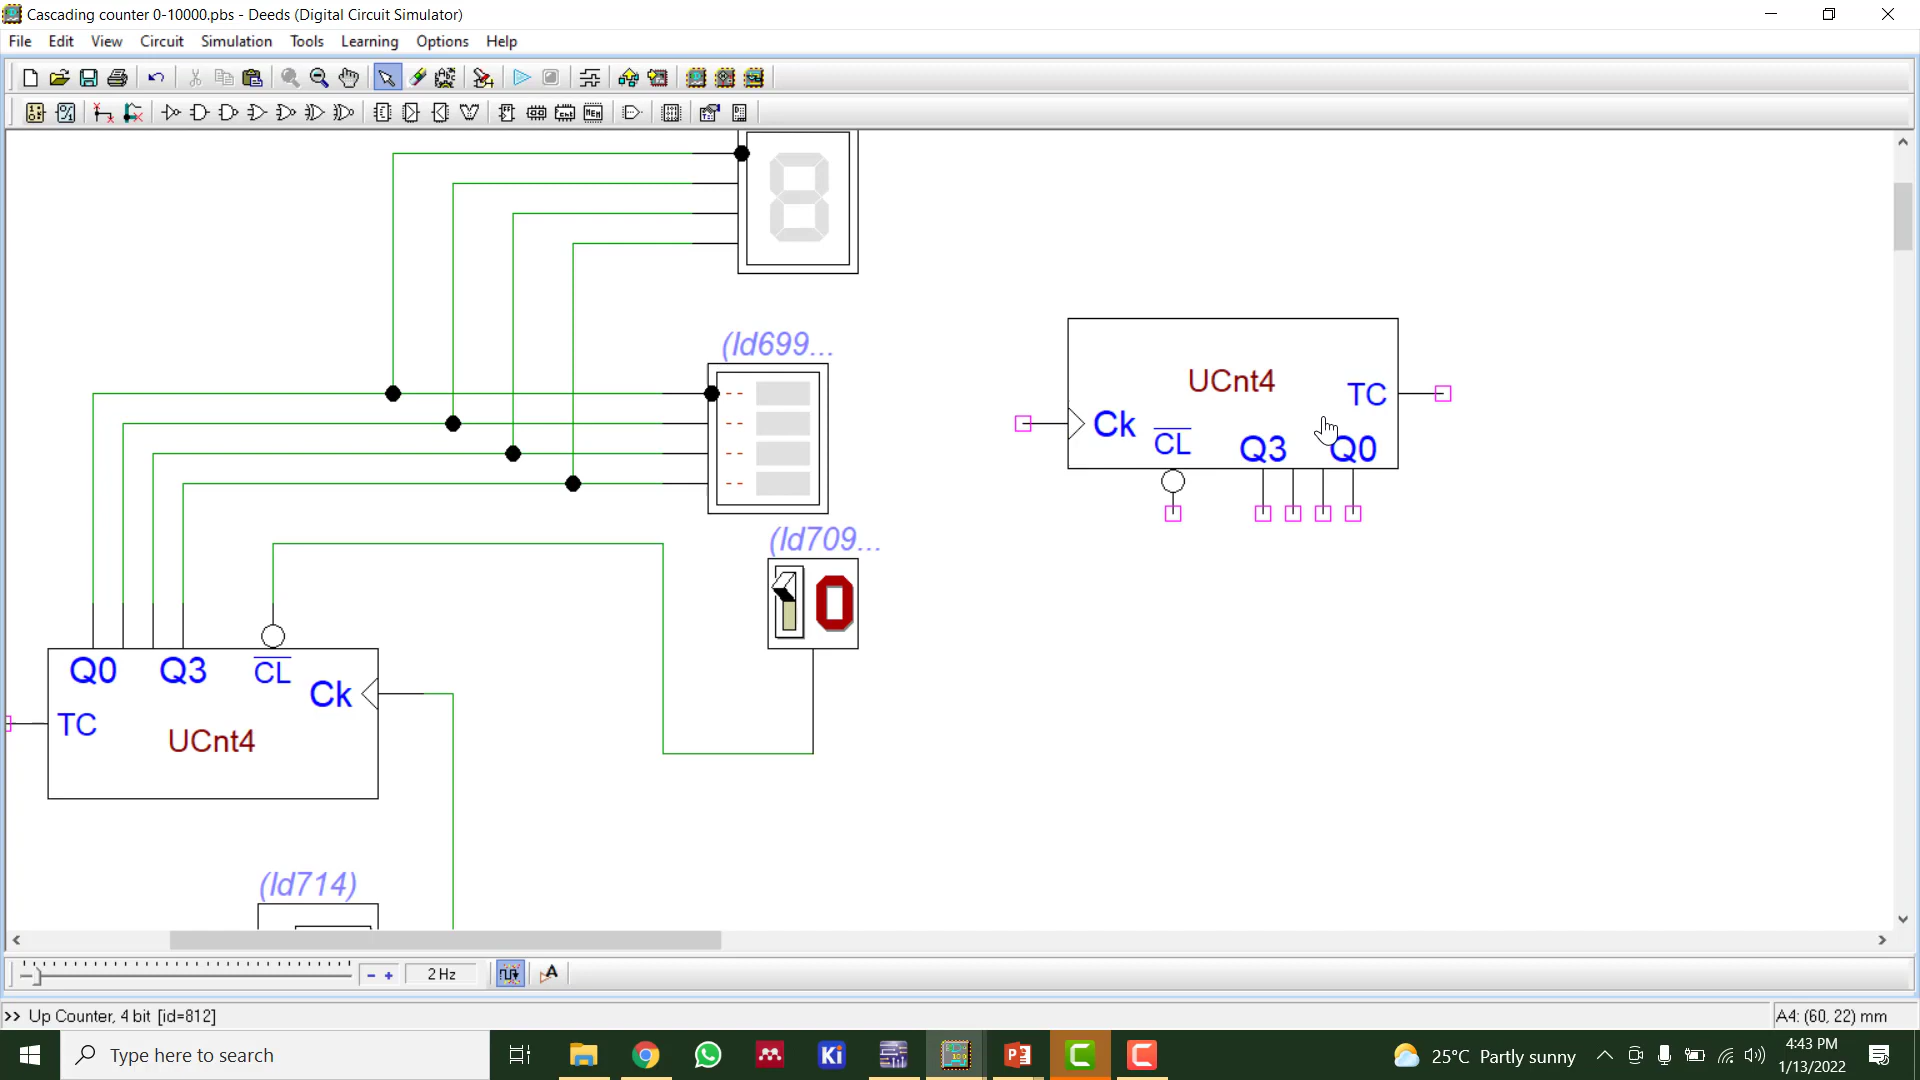 Cascading counter 0-10000.pbs - Deeds (Digital Circuit Simulator)
File Edit View Circuit Simulation Tools Learning Options Help
(Id699...
UCnt4
TC
Ck
CL
Q3
Q0
(Id709...
0
Q0
Q3
CL
Ck
TC
UCnt4
(Id714)
2 Hz
>> Up Counter, 4 bit [id=812]
A4: (60, 22) mm
Type here to search
25°C Partly sunny
4:43 PM
1/13/2022